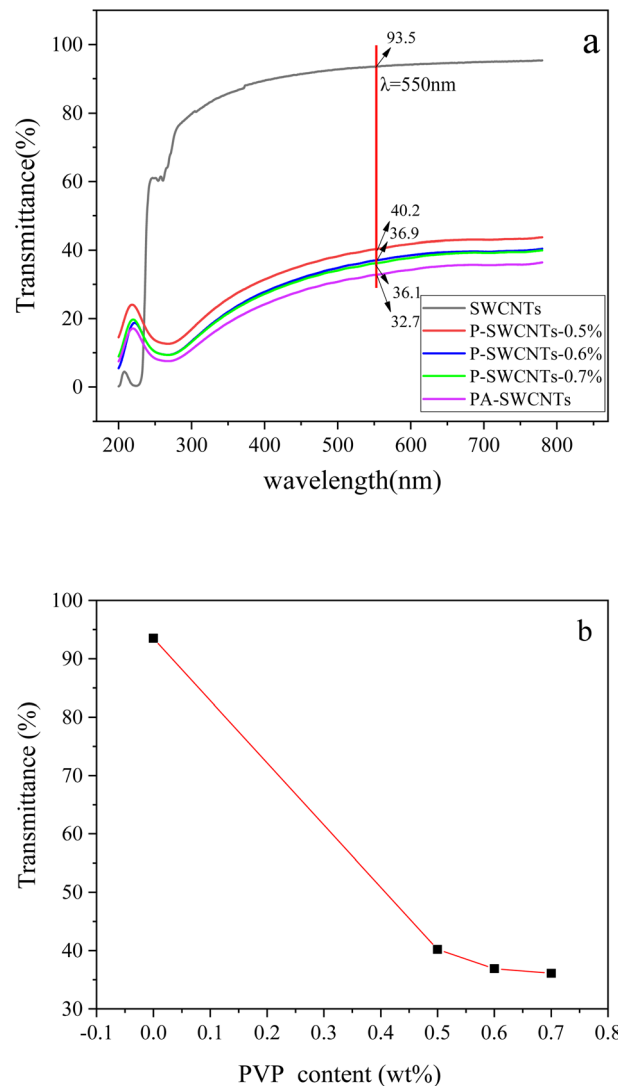 a
100
80
60
40
20
0
Transmittance(%)
93.5
λ=550nm
40.2
36.9
36.1
32.7
SWCNTs
P-SWCNTs-0.5%
P-SWCNTs-0.6%
P-SWCNTs-0.7%
PA-SWCNTs
200 300 400 500 600 700 800
wavelength(nm)
b
100
90
80
70
60
50
40
30
Transmittance (%)
-0.1 0.0 0.1 0.2 0.3 0.4 0.5 0.6 0.7 0.8
PVP content (wt%)